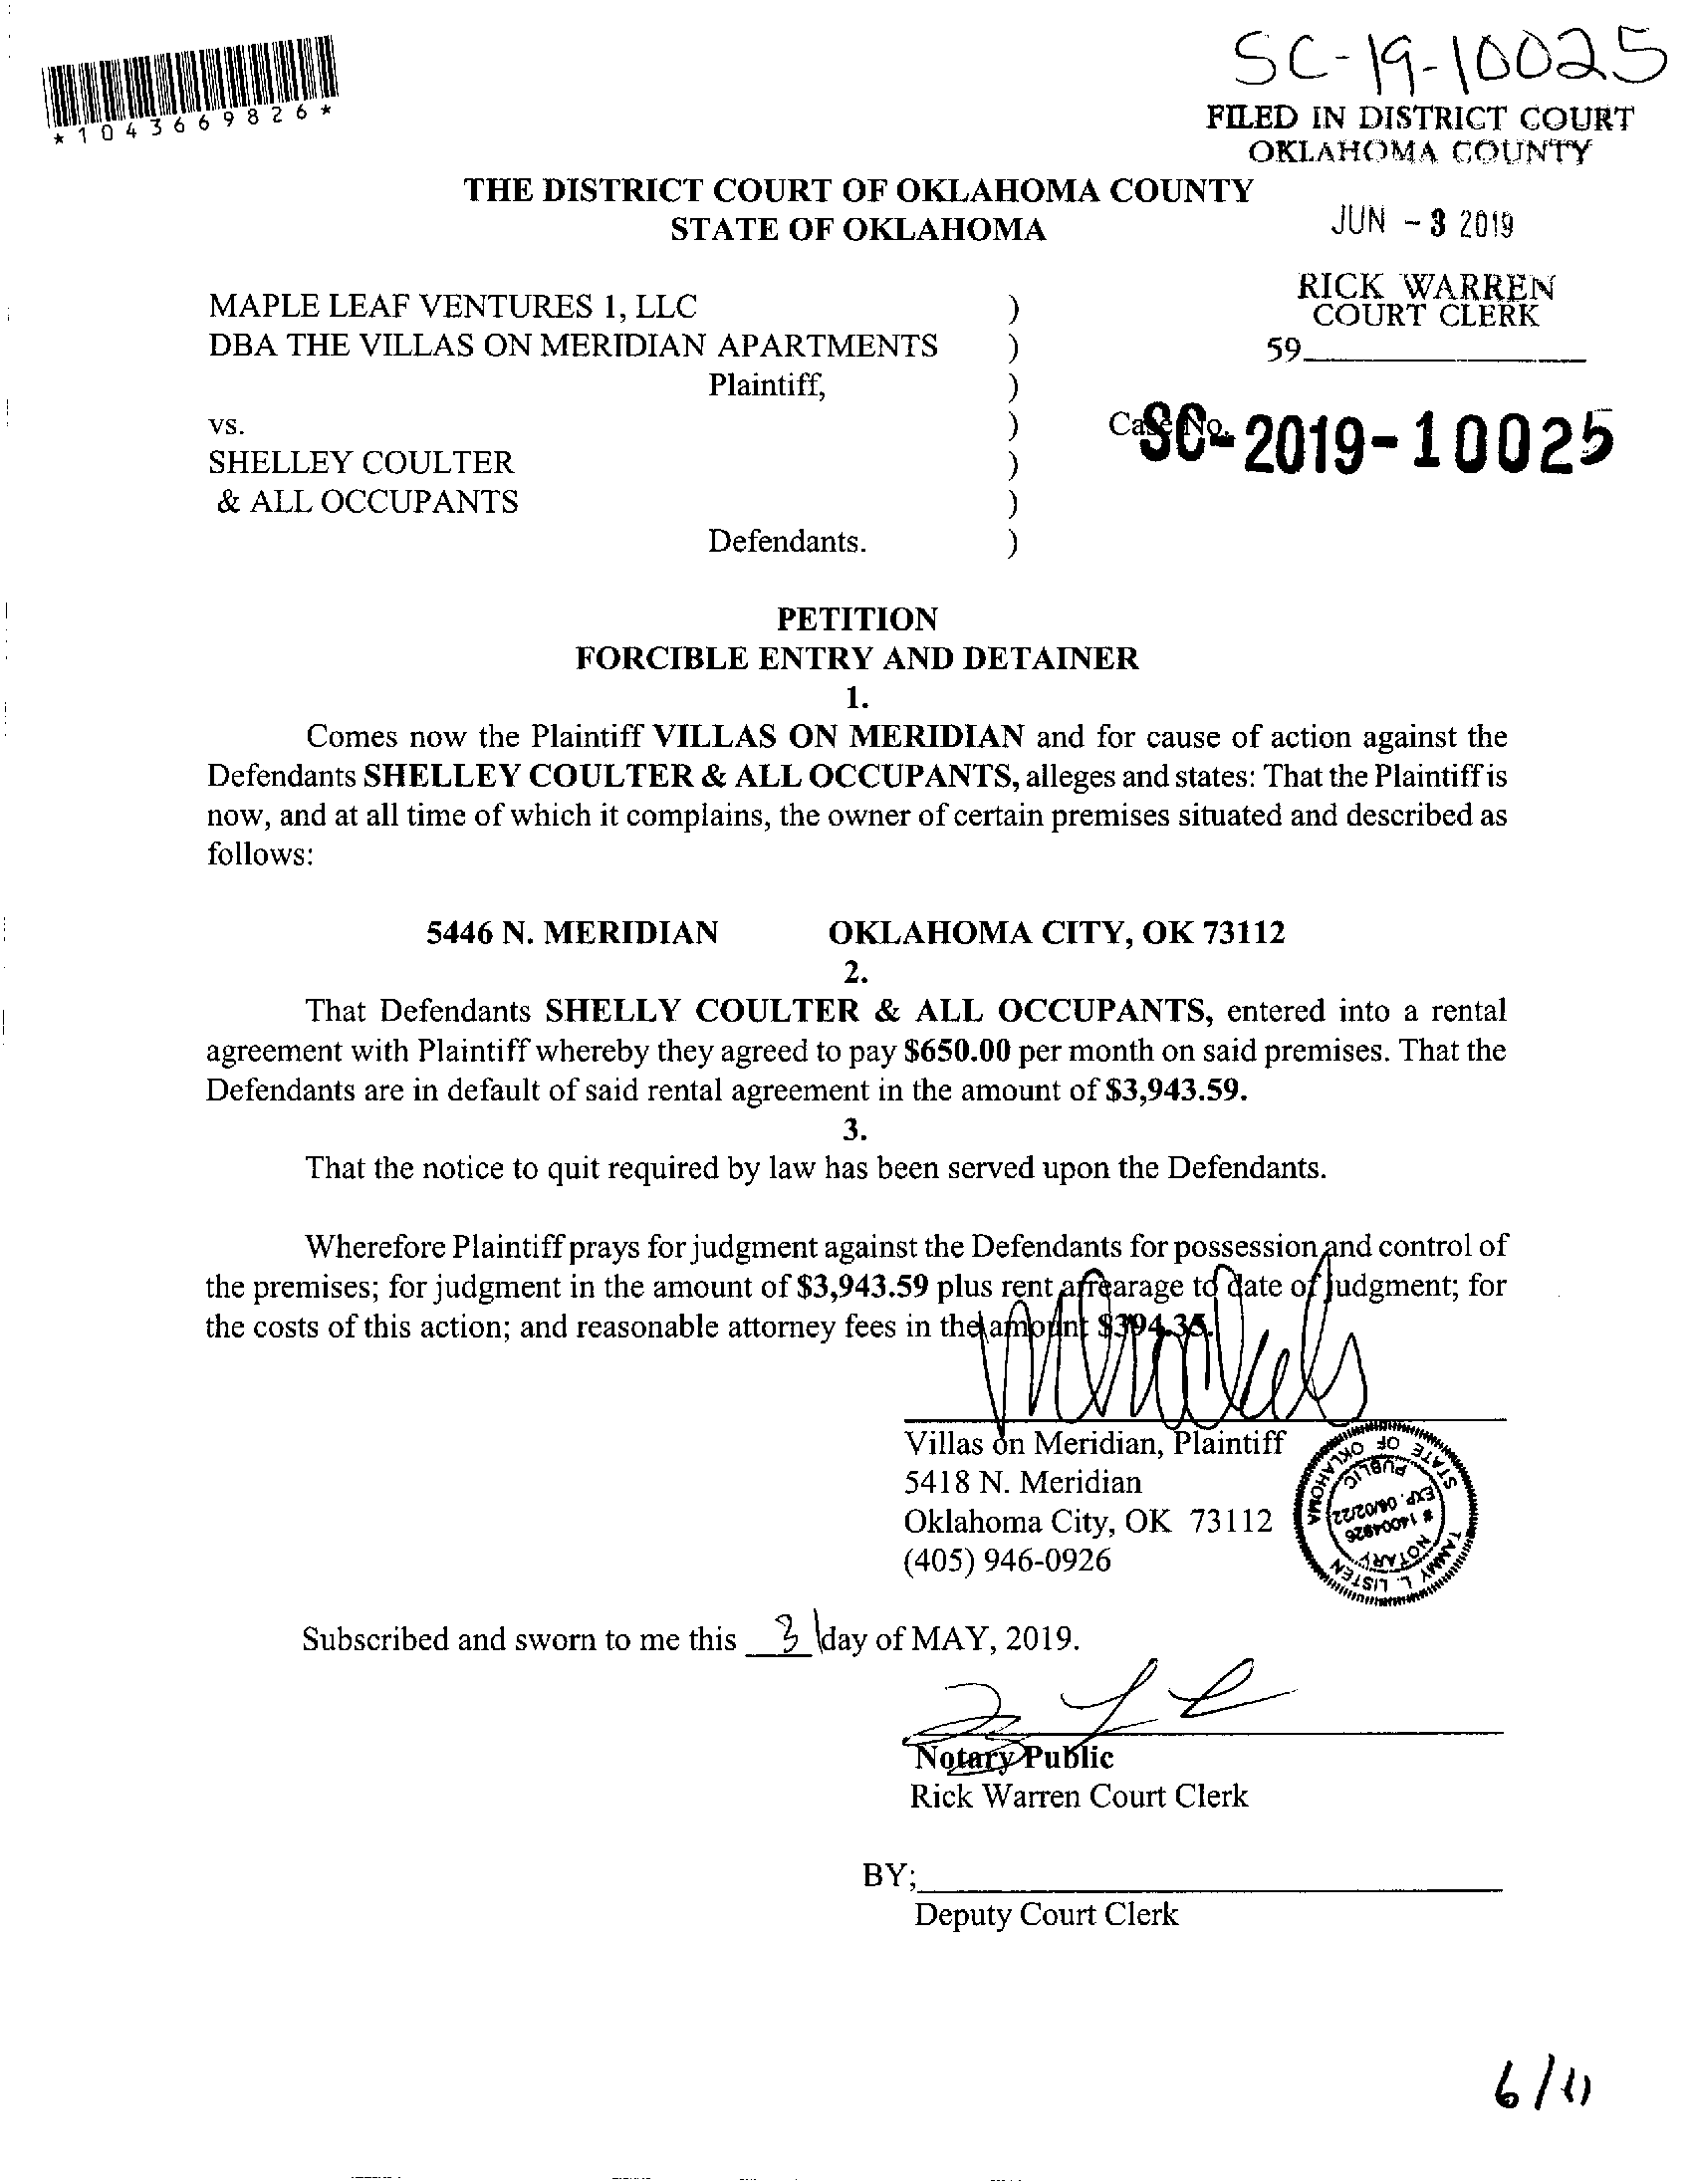 SC-19-10025
*1043669826*
FILED IN DISTRICT COURT
OKLAHOMA COUNTY
THE DISTRICT COURT OF OKLAHOMA COUNTY
STATE OF OKLAHOMA
JUN - 3 2019
RICK WARREN
COURT CLERK
59
MAPLE LEAF VENTURES 1, LLC )
DBA THE VILLAS ON MERIDIAN APARTMENTS )
Plaintiff, )
vs. ) Case No. SC-2019-10025
SHELLEY COULTER )
& ALL OCCUPANTS )
Defendants. )
PETITION
FORCIBLE ENTRY AND DETAINER
1.
Comes now the Plaintiff VILLAS ON MERIDIAN and for cause of action against the
Defendants SHELLEY COULTER & ALL OCCUPANTS, alleges and states: That the Plaintiff is
now, and at all time of which it complains, the owner of certain premises situated and described as
follows:
5446 N. MERIDIAN OKLAHOMA CITY, OK 73112
2.
That Defendants SHELLY COULTER & ALL OCCUPANTS, entered into a rental
agreement with Plaintiff whereby they agreed to pay $650.00 per month on said premises. That the
Defendants are in default of said rental agreement in the amount of $3,943.59.
3.
That the notice to quit required by law has been served upon the Defendants.
Wherefore Plaintiff prays for judgment against the Defendants for possession and control of
the premises; for judgment in the amount of $3,943.59 plus rent arrearage to date of judgment; for
the costs of this action; and reasonable attorney fees in the amount $394.35.
Villas on Meridian, Plaintiff
5418 N. Meridian
Oklahoma City, OK 73112
(405) 946-0926
TAMMY L. LISTEN
STATE OF OKLAHOMA
NOTARY
# 14004926
EXP. 06/02/22
PUBLIC
Subscribed and sworn to me this 3 day of MAY, 2019.
Notary Public
Rick Warren Court Clerk
BY;
Deputy Court Clerk
6/11